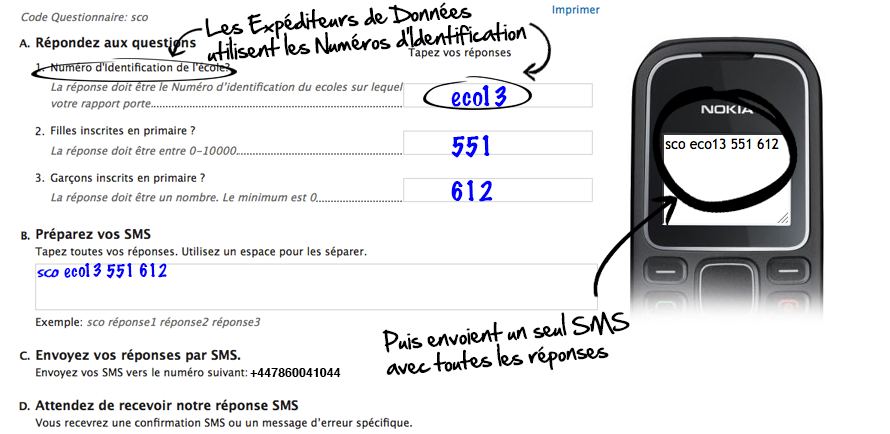 Code Questionnaire: sco
Imprimer
Les Expéditeurs de Données
utilisent les Numéros d'Identification
A. Répondez aux questions
Tapez vos réponses
1. Numéro d'Identification de l'école?
La réponse doit être le Numéro d'identification du ecoles sur lequel
votre rapport porte
eco13
2. Filles inscrites en primaire ?
La réponse doit être entre 0-10000
551
3. Garçons inscrits en primaire ?
La réponse doit être un nombre. Le minimum est 0
612
NOKIA
sco eco13 551 612
B. Préparez vos SMS
Tapez toutes vos réponses. Utilisez un espace pour les séparer.
sco eco13 551 612
Exemple: sco réponse1 réponse2 réponse3
Puis envoient un seul SMS
avec toutes les réponses
C. Envoyez vos réponses par SMS.
Envoyez vos SMS vers le numéro suivant: +447860041044
D. Attendez de recevoir notre réponse SMS
Vous recevrez une confirmation SMS ou un message d'erreur spécifique.